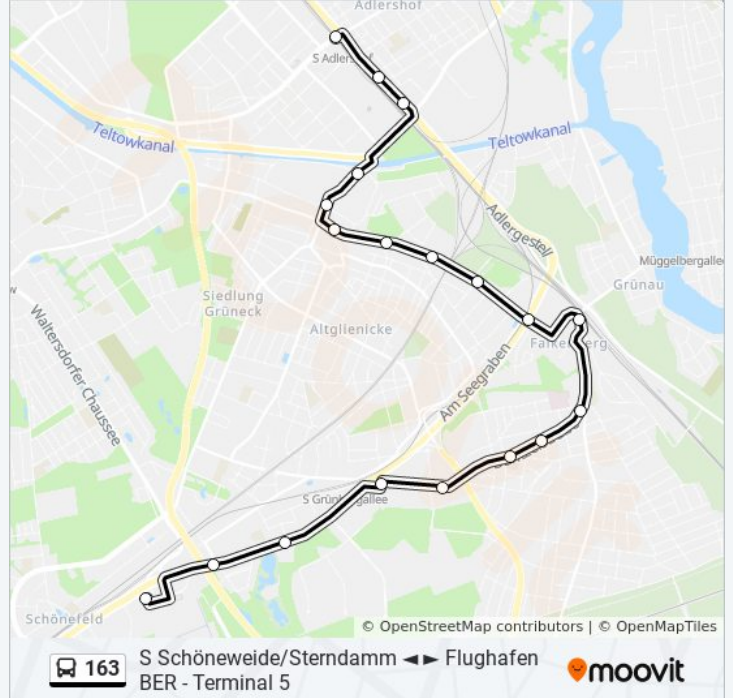 Adlershof
S Adlershof
Teltowkanal
Teltowkanal
Adlergestell
Müggelbergallee
Grünau
Siedlung
Grüneck
Waltersdorfer Chaussee
Altglienicke
Falkenberg
Am Seegraben
S Grünbergallee
Schönefeld
© OpenStreetMap contributors | © OpenMapTiles
163
S Schöneweide/Sterndamm ◄► Flughafen
BER - Terminal 5
moovit